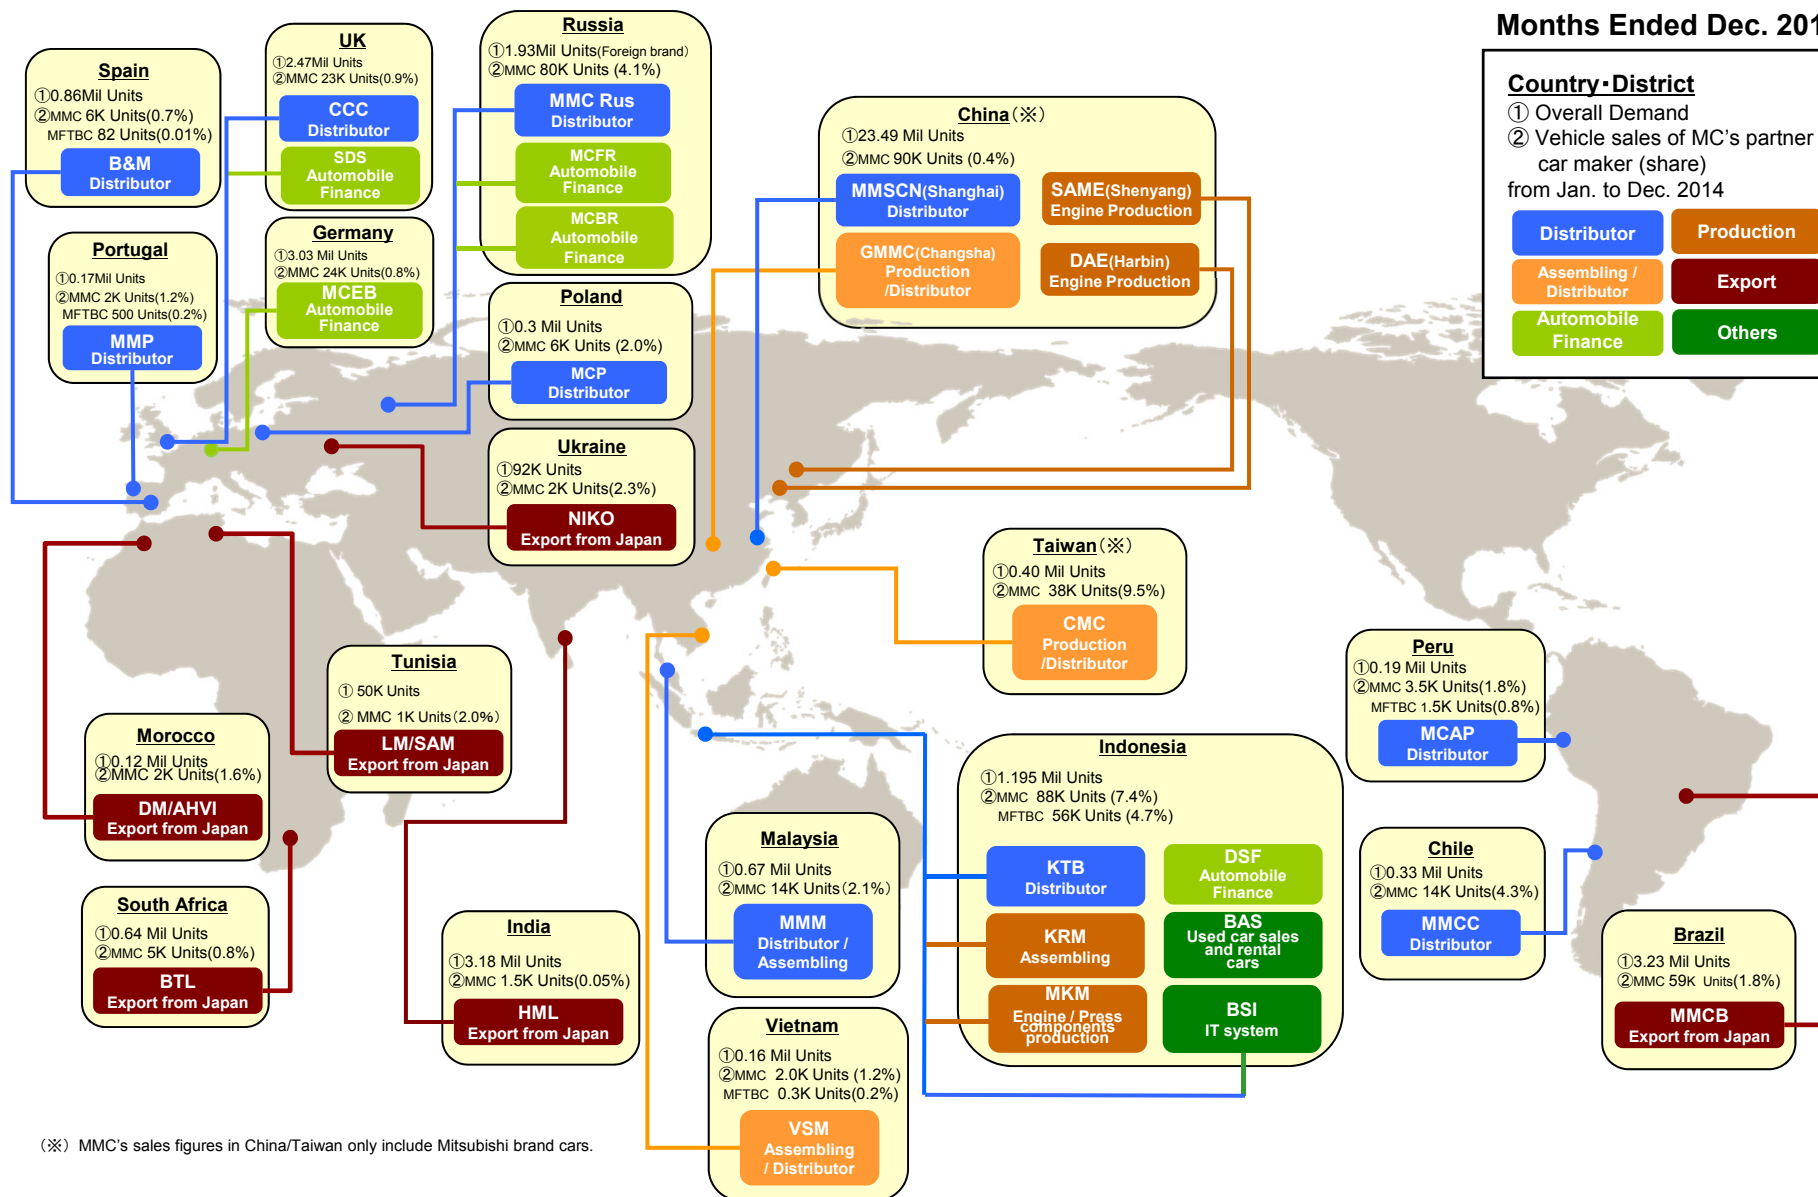 Months Ended Dec. 201
Country・District
① Overall Demand
② Vehicle sales of MC's partner
car maker (share)
from Jan. to Dec. 2014
Distributor
Production
Assembling /
Distributor
Export
Automobile
Finance
Others
Spain
①0.86Mil Units
②MMC 6K Units(0.7%)
MFTBC 82 Units(0.01%)
B&M
Distributor
UK
①2.47Mil Units
②MMC 23K Units(0.9%)
CCC
Distributor
SDS
Automobile
Finance
Russia
①1.93Mil Units(Foreign brand)
②MMC 80K Units (4.1%)
MMC Rus
Distributor
MCFR
Automobile
Finance
MCBR
Automobile
Finance
China(※)
①23.49 Mil Units
②MMC 90K Units (0.4%)
MMSCN(Shanghai)
Distributor
SAME(Shenyang)
Engine Production
GMMC(Changsha)
Production
/Distributor
DAE(Harbin)
Engine Production
Portugal
①0.17Mil Units
②MMC 2K Units(1.2%)
MFTBC 500 Units(0.2%)
MMP
Distributor
Germany
①3.03 Mil Units
②MMC 24K Units(0.8%)
MCEB
Automobile
Finance
Poland
①0.3 Mil Units
②MMC 6K Units (2.0%)
MCP
Distributor
Ukraine
①92K Units
②MMC 2K Units(2.3%)
NIKO
Export from Japan
Taiwan(※)
①0.40 Mil Units
②MMC 38K Units(9.5%)
CMC
Production
/Distributor
Tunisia
① 50K Units
② MMC 1K Units(2.0%)
LM/SAM
Export from Japan
Morocco
①0.12 Mil Units
②MMC 2K Units(1.6%)
DM/AHVI
Export from Japan
South Africa
①0.64 Mil Units
②MMC 5K Units(0.8%)
BTL
Export from Japan
India
①3.18 Mil Units
②MMC 1.5K Units(0.05%)
HML
Export from Japan
Malaysia
①0.67 Mil Units
②MMC 14K Units(2.1%)
MMM
Distributor /
Assembling
Vietnam
①0.16 Mil Units
②MMC 2.0K Units (1.2%)
MFTBC 0.3K Units(0.2%)
VSM
Assembling
/ Distributor
Indonesia
①1.195 Mil Units
②MMC 88K Units (7.4%)
MFTBC 56K Units (4.7%)
KTB
Distributor
DSF
Automobile
Finance
KRM
Assembling
BAS
Used car sales
and rental
cars
MKM
Engine / Press
components
production
BSI
IT system
Peru
①0.19 Mil Units
②MMC 3.5K Units(1.8%)
MFTBC 1.5K Units(0.8%)
MCAP
Distributor
Chile
①0.33 Mil Units
②MMC 14K Units(4.3%)
MMCC
Distributor
Brazil
①3.23 Mil Units
②MMC 59K Units(1.8%)
MMCB
Export from Japan
(※) MMC's sales figures in China/Taiwan only include Mitsubishi brand cars.